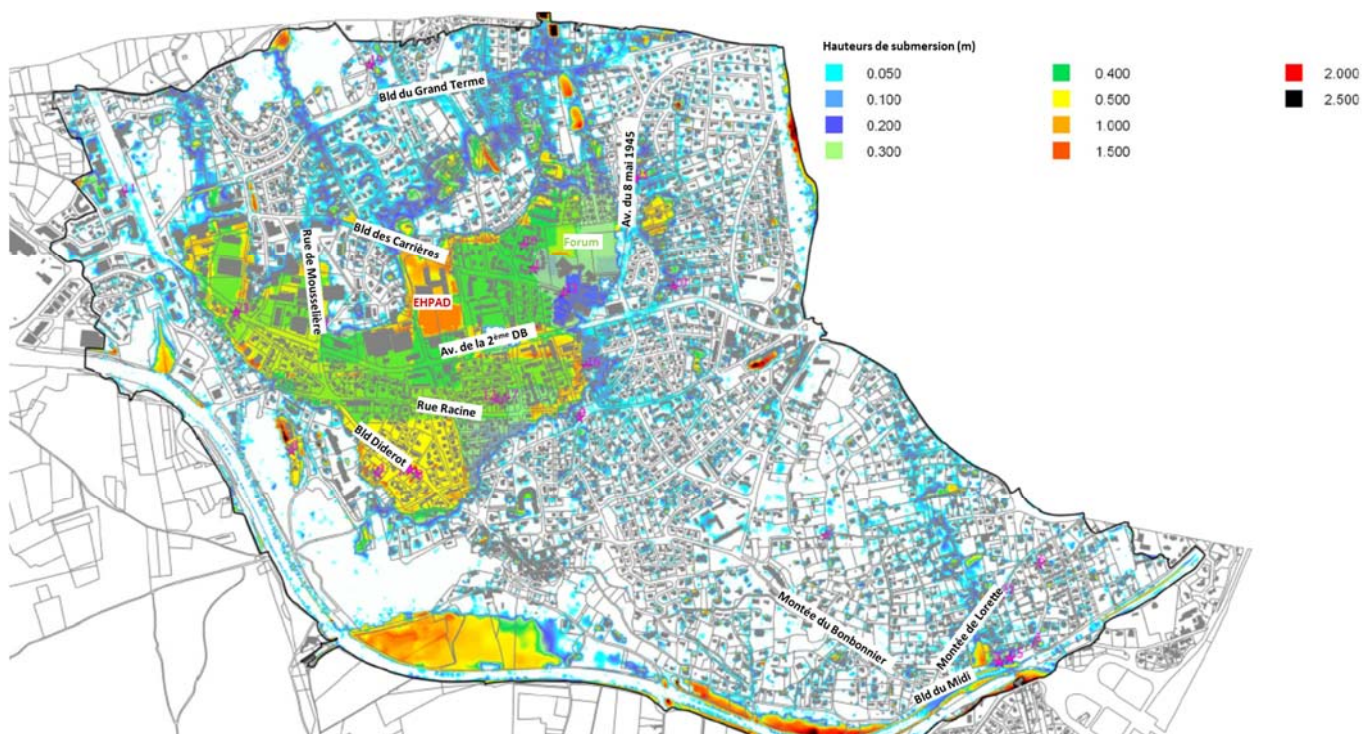 Hauteurs de submersion (m)
0.050
0.400
2.000
0.100
0.500
2.500
0.200
1.000
0.300
1.500
Bld du Grand Terme
Av. du 8 mai 1945
Rue de Mousselière
Bld des Carrières
Forum
EHPAD
Av. de la 2ème DB
Rue Racine
Bld Diderot
Montée du Bonbonnier
Montée de Lorette
Bld du Midi